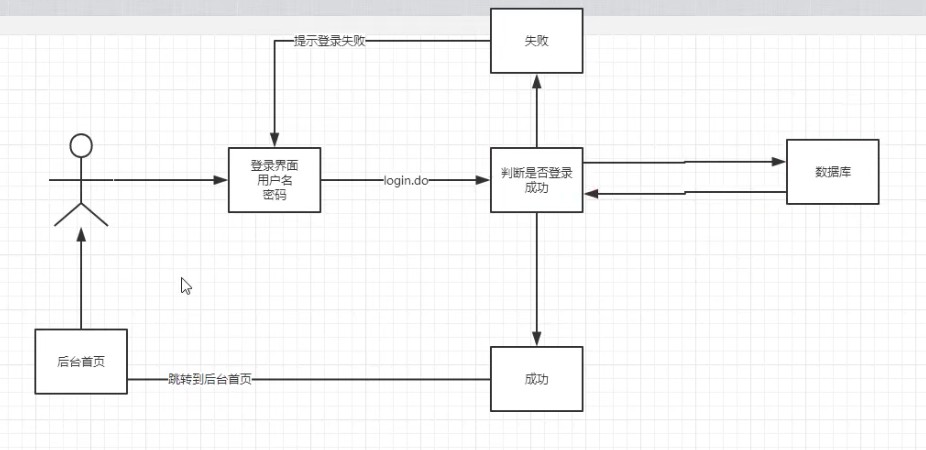 提示登录失败
失败
登录界面
用户名
密码
login.do
判断是否登录
成功
数据库
后台首页
跳转到后台首页
成功